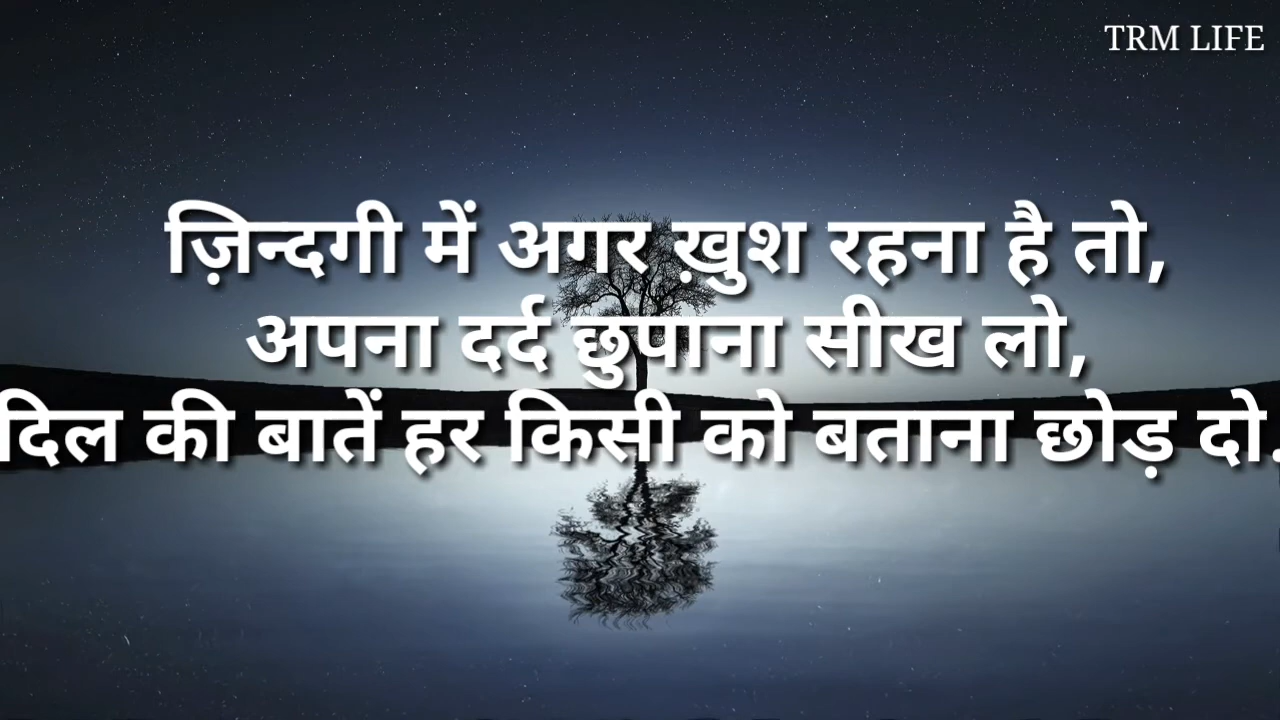 TRM LIFE
ज़िन्दगी में अगर ख़ुश रहना है तो,
अपना दर्द छुपाना सीख लो,
दिल की बातें हर किसी को बताना छोड़ दो.